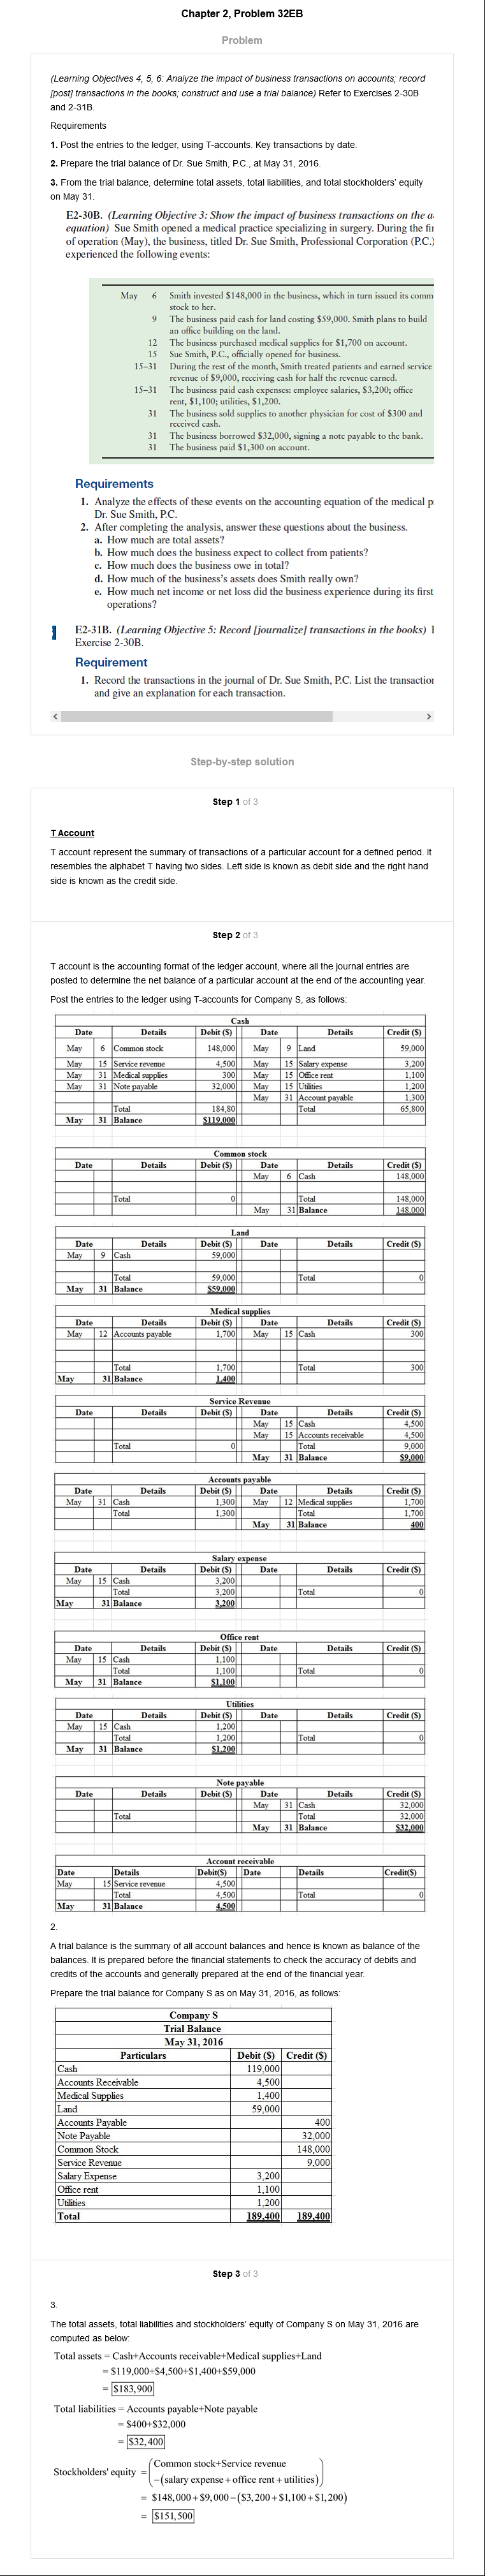 Chapter 2, Problem 32EB
Problem
(Learning Objectives 4, 5, 6: Analyze the impact of business transactions on accounts; record
[post] transactions in the books; construct and use a trial balance) Refer to Exercises 2-30B
and 2-31B.
Requirements
1. Post the entries to the ledger, using T-accounts. Key transactions by date.
2. Prepare the trial balance of Dr. Sue Smith, P.C., at May 31, 2016.
3. From the trial balance, determine total assets, total liabilities, and total stockholders' equity
on May 31.
E2-30B. (Learning Objective 3: Show the impact of business transactions on the a
equation) Sue Smith opened a medical practice specializing in surgery. During the fir
of operation (May), the business, titled Dr. Sue Smith, Professional Corporation (P.C.)
experienced the following events:
May 6 Smith invested $148,000 in the business, which in turn issued its comm
stock to her.
9 The business paid cash for land costing $59,000. Smith plans to build
an office building on the land.
12 The business purchased medical supplies for $1,700 on account.
15 Sue Smith, P.C., officially opened for business.
15–31 During the rest of the month, Smith treated patients and earned service
revenue of $9,000, receiving cash for half the revenue earned.
15–31 The business paid cash expenses: employee salaries, $3,200; office
rent, $1,100; utilities, $1,200.
31 The business sold supplies to another physician for cost of $300 and
received cash.
31 The business borrowed $32,000, signing a note payable to the bank.
31 The business paid $1,300 on account.
Requirements
1. Analyze the effects of these events on the accounting equation of the medical p
Dr. Sue Smith, P.C.
2. After completing the analysis, answer these questions about the business.
a. How much are total assets?
b. How much does the business expect to collect from patients?
c. How much does the business owe in total?
d. How much of the business's assets does Smith really own?
e. How much net income or net loss did the business experience during its first
operations?
E2-31B. (Learning Objective 5: Record [journalize] transactions in the books)
Exercise 2-30B.
Requirement
1. Record the transactions in the journal of Dr. Sue Smith, P.C. List the transaction
and give an explanation for each transaction.
Step-by-step solution
Step 1 of 3
T Account
T account represent the summary of transactions of a particular account for a defined period. It
resembles the alphabet T having two sides. Left side is known as debit side and the right hand
side is known as the credit side.
Step 2 of 3
T account is the accounting format of the ledger account, where all the journal entries are
posted to determine the net balance of a particular account at the end of the accounting year.
Post the entries to the ledger using T-accounts for Company S, as follows:
Cash
Date Details Debit ($) Date Details Credit ($)
May 6 Common stock 148,000 May 9 Land 59,000
May 15 Service revenue 4,500 May 15 Salary expense 3,200
May 31 Medical supplies 300 May 15 Office rent 1,100
May 31 Note payable 32,000 May 15 Utilities 1,200
May 31 Account payable 1,300
Total 184,80 Total 65,800
May 31 Balance $119,000
Common stock
Date Details Debit ($) Date Details Credit ($)
May 6 Cash 148,000
Total 0 Total 148,000
May 31 Balance 148,000
Land
Date Details Debit ($) Date Details Credit ($)
May 9 Cash 59,000
Total 59,000 Total 0
May 31 Balance $59,000
Medical supplies
Date Details Debit ($) Date Details Credit ($)
May 12 Accounts payable 1,700 May 15 Cash 300
Total 1,700 Total 300
May 31 Balance 1,400
Service Revenue
Date Details Debit ($) Date Details Credit ($)
May 15 Cash 4,500
May 15 Accounts receivable 4,500
Total 0 Total 9,000
May 31 Balance $9,000
Accounts payable
Date Details Debit ($) Date Details Credit ($)
May 31 Cash 1,300 May 12 Medical supplies 1,700
Total 1,300 Total 1,700
May 31 Balance 400
Salary expense
Date Details Debit ($) Date Details Credit ($)
May 15 Cash 3,200
Total 3,200 Total 0
May 31 Balance 3,200
Office rent
Date Details Debit ($) Date Details Credit ($)
May 15 Cash 1,100
Total 1,100 Total 0
May 31 Balance $1,100
Utilities
Date Details Debit ($) Date Details Credit ($)
May 15 Cash 1,200
Total 1,200 Total 0
May 31 Balance $1,200
Note payable
Date Details Debit ($) Date Details Credit ($)
May 31 Cash 32,000
Total Total 32,000
May 31 Balance $32,000
Account receivable
Date Details Debit($) Date Details Credit($)
May 15 Service revenue 4,500
Total 4,500 Total 0
May 31 Balance 4,500
2.
A trial balance is the summary of all account balances and hence is known as balance of the
balances. It is prepared before the financial statements to check the accuracy of debits and
credits of the accounts and generally prepared at the end of the financial year.
Prepare the trial balance for Company S as on May 31, 2016, as follows:
Company S
Trial Balance
May 31, 2016
Particulars Debit ($) Credit ($)
Cash 119,000
Accounts Receivable 4,500
Medical Supplies 1,400
Land 59,000
Accounts Payable 400
Note Payable 32,000
Common Stock 148,000
Service Revenue 9,000
Salary Expense 3,200
Office rent 1,100
Utilities 1,200
Total 189,400 189,400
Step 3 of 3
3.
The total assets, total liabilities and stockholders' equity of Company S on May 31, 2016 are
computed as below:
Total assets = Cash+Accounts receivable+Medical supplies+Land
= $119,000+$4,500+$1,400+$59,000
= $183,900
Total liabilities = Accounts payable+Note payable
= $400+$32,000
= $32,400
Stockholders' equity = (Common stock+Service revenue
−(salary expense+office rent+utilities))
= $148,000+$9,000−($3,200+$1,100+$1,200)
= $151,500